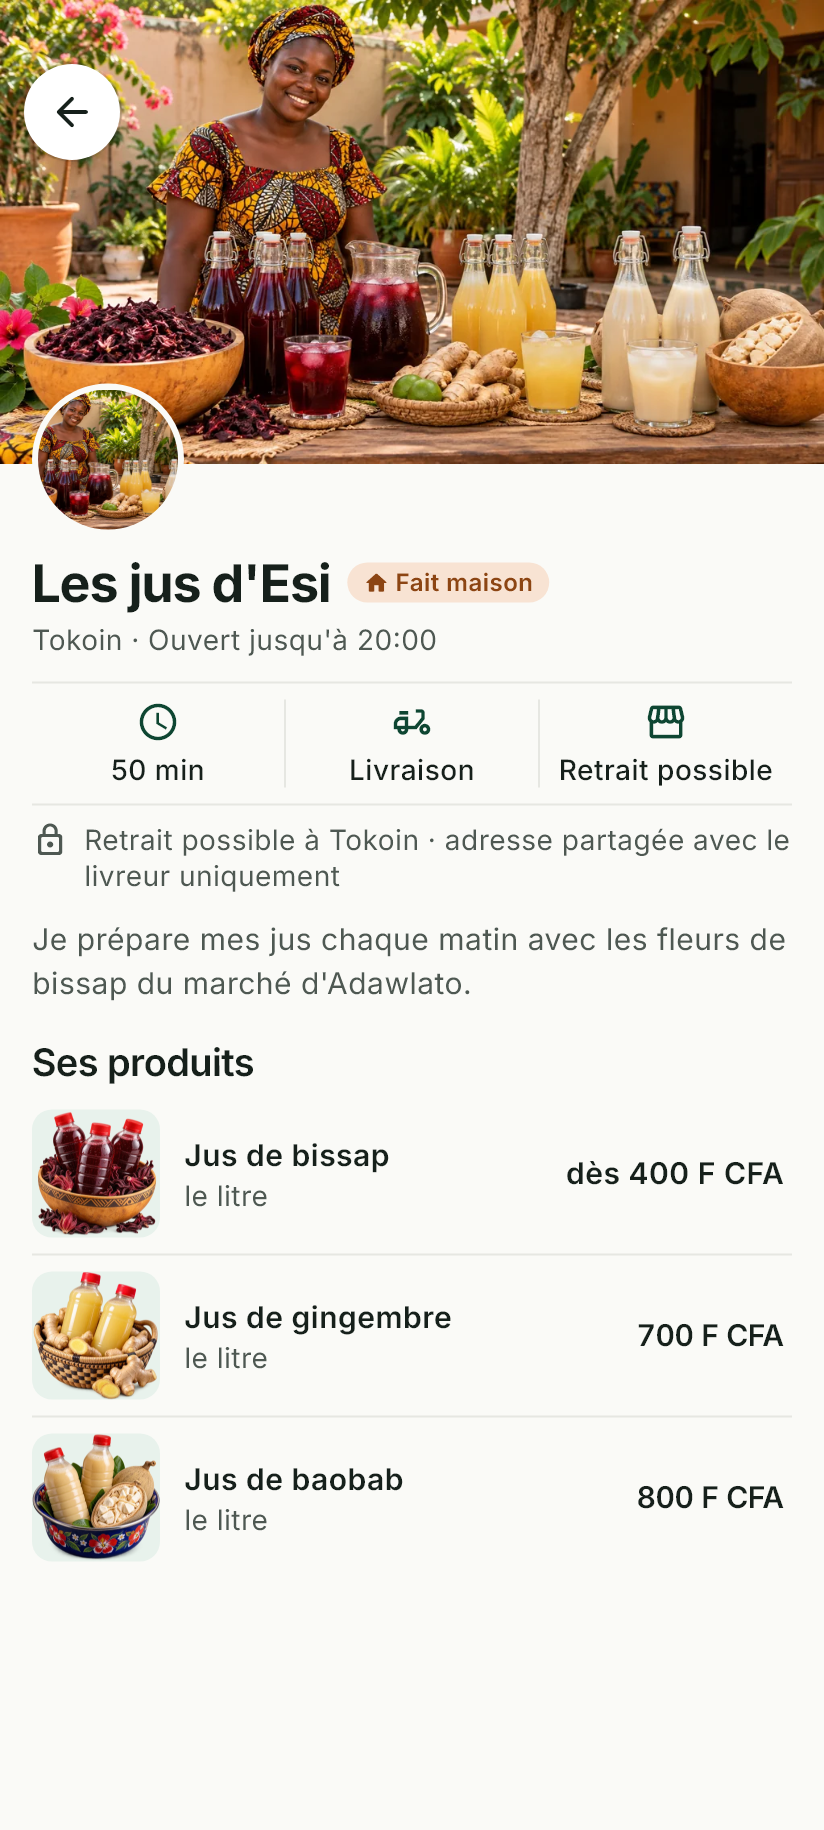 Les jus d'Esi
Fait maison
Tokoin · Ouvert jusqu'à 20:00
50 min
Livraison
Retrait possible
Retrait possible à Tokoin · adresse partagée avec le
livreur uniquement
Je prépare mes jus chaque matin avec les fleurs de
bissap du marché d'Adawlato.
Ses produits
Jus de bissap
le litre
dès 400 F CFA
Jus de gingembre
le litre
700 F CFA
Jus de baobab
le litre
800 F CFA